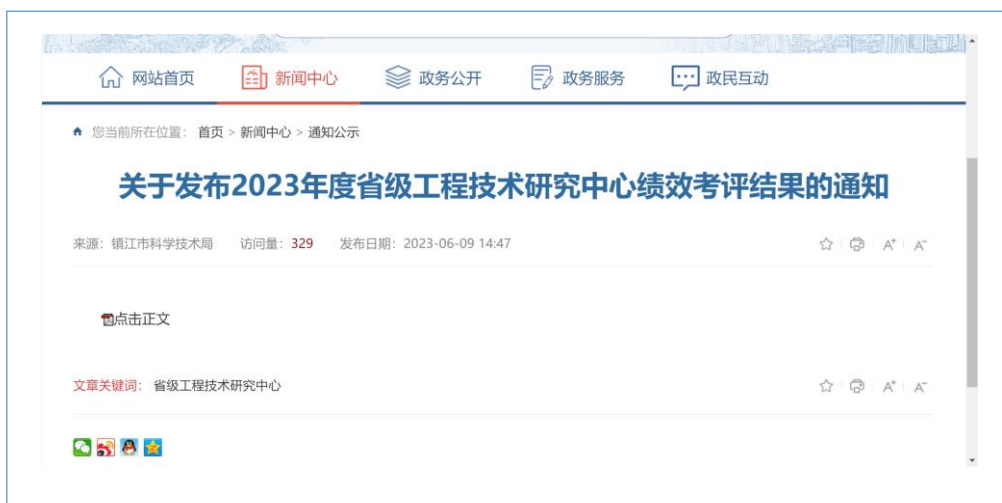 网站首页 新闻中心 政务公开 政务服务 政民互动
您当前所在位置： 首页 > 新闻中心 > 通知公示
关于发布2023年度省级工程技术研究中心绩效考评结果的通知
来源：镇江市科学技术局 访问量：329 发布日期：2023-06-09 14:47 A+ A-
点击正文
文章关键词： 省级工程技术研究中心 A+ A-